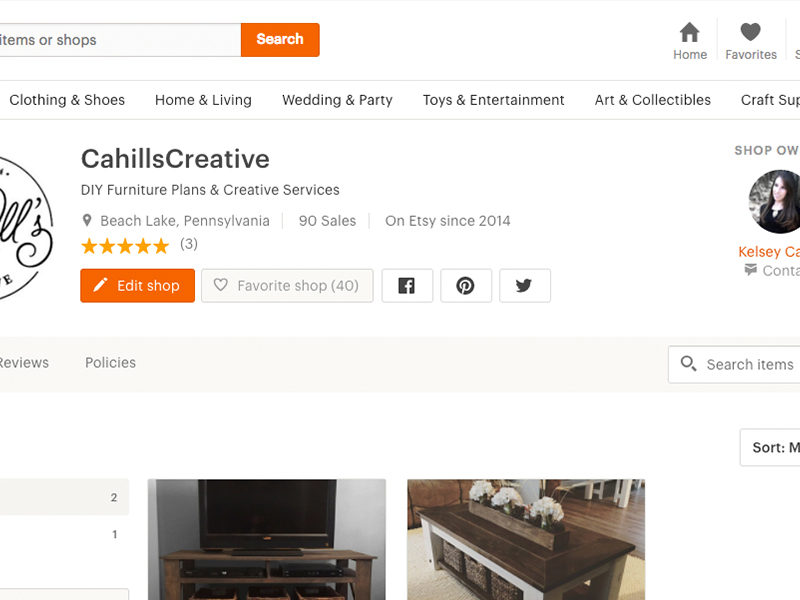 items or shops
Search
Home
Favorites
Clothing & Shoes
Home & Living
Wedding & Party
Toys & Entertainment
Art & Collectibles
Craft Sup
SHOP OW
CahillsCreative
DIY Furniture Plans & Creative Services
Beach Lake, Pennsylvania
90 Sales
On Etsy since 2014
(3)
Kelsey Ca
Conta
Edit shop
Favorite shop (40)
Reviews
Policies
Search items
Sort: M
2
1